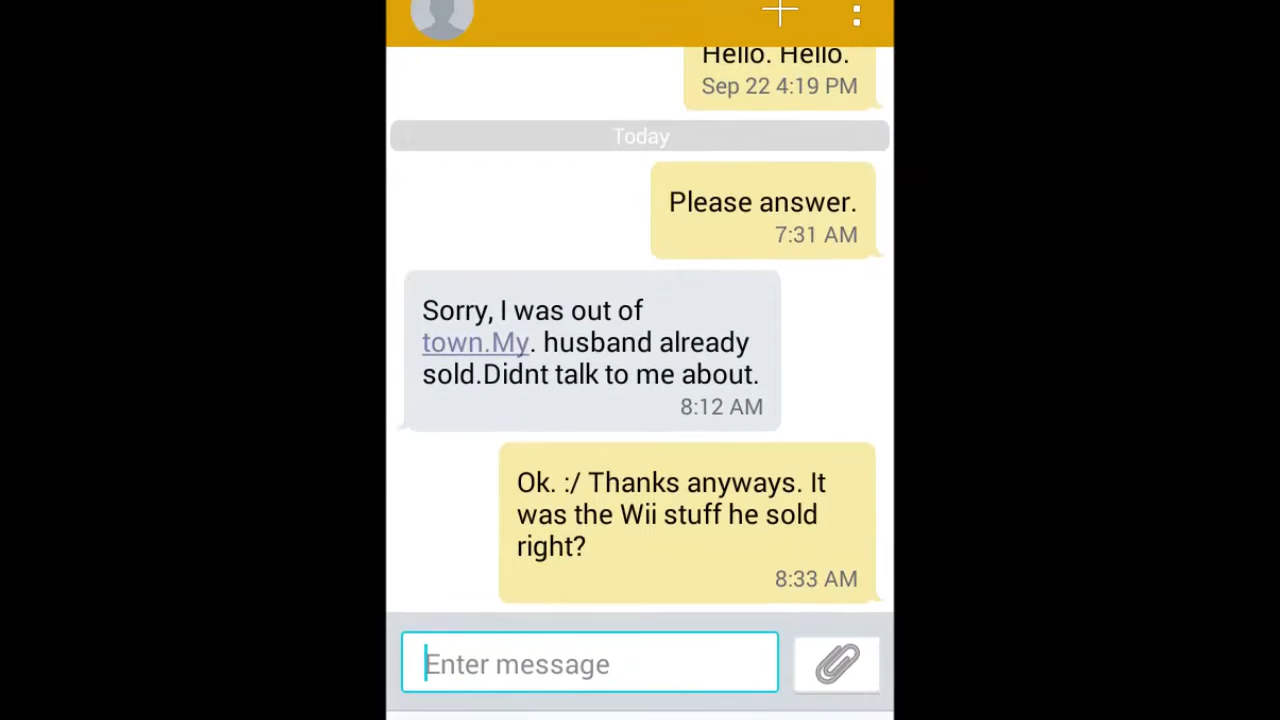 Hello. Hello.
Sep 22 4:19 PM
Today
Please answer.
7:31 AM
Sorry, I was out of
town.My. husband already
sold.Didnt talk to me about.
8:12 AM
Ok. :/ Thanks anyways. It
was the Wii stuff he sold
right?
8:33 AM
Enter message